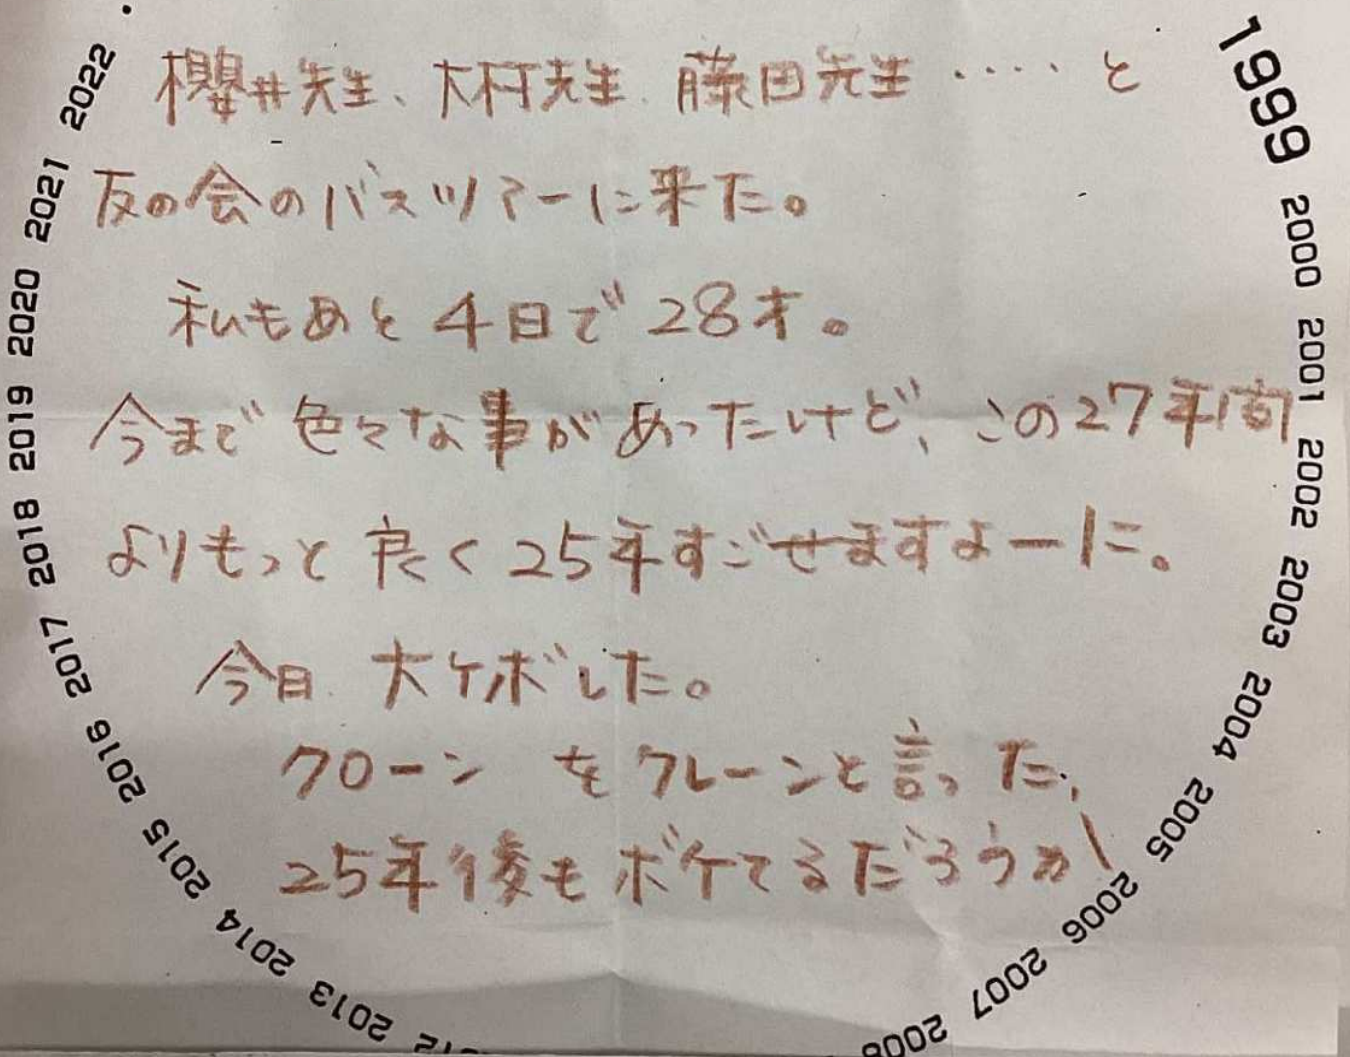 櫻井先生、木村先生、藤田先生・・・・・と
友の会のバスツアーに来た。
私もあと4日で28才。
今まで色々な事があったけど、この27年間
よりもっと良く25年すごせますよーに。
今日、大ケボした。
クローンをクレーンと言った、
25年後もボケてるだろうか
1999
2000
2001
2002
2003
2004
2005
2006
2007
2008
2013
2014
2015
2016
2017
2018
2019
2020
2021
2022